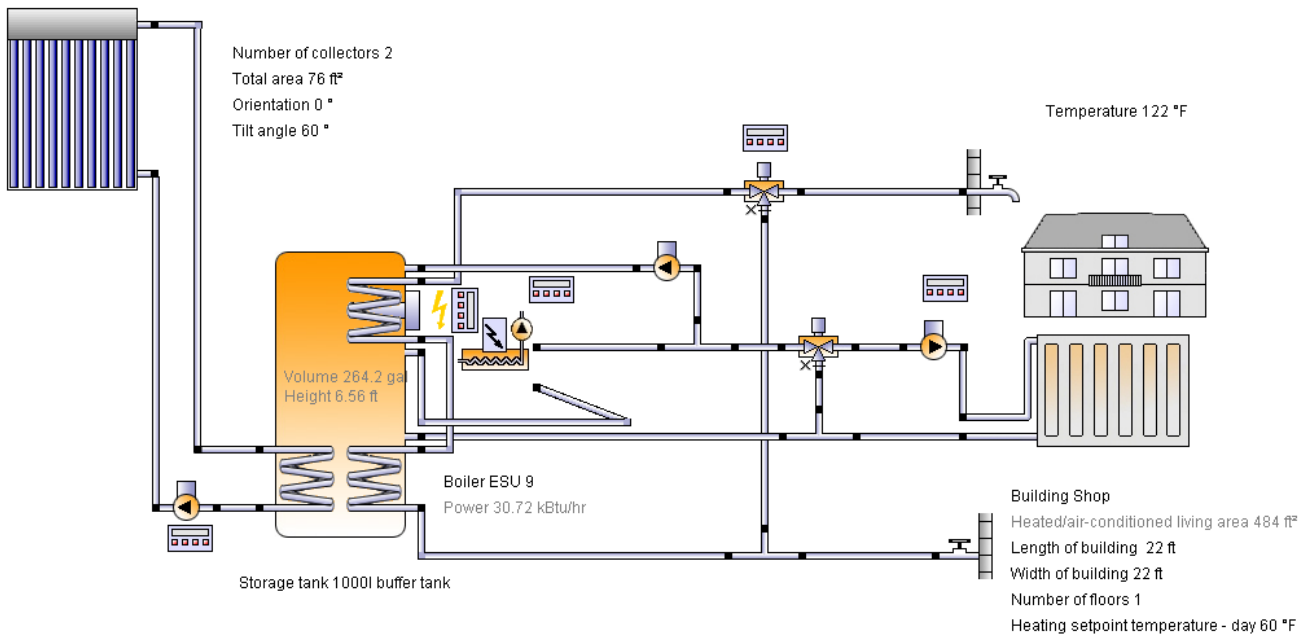 Number of collectors 2
Total area 76 ft²
Orientation 0 °
Tilt angle 60 °
Temperature 122 °F
Volume 264.2 gal
Height 6.56 ft
Boiler ESU 9
Power 30.72 kBtu/hr
Storage tank 1000l buffer tank
Building Shop
Heated/air-conditioned living area 484 ft²
Length of building 22 ft
Width of building 22 ft
Number of floors 1
Heating setpoint temperature - day 60 °F